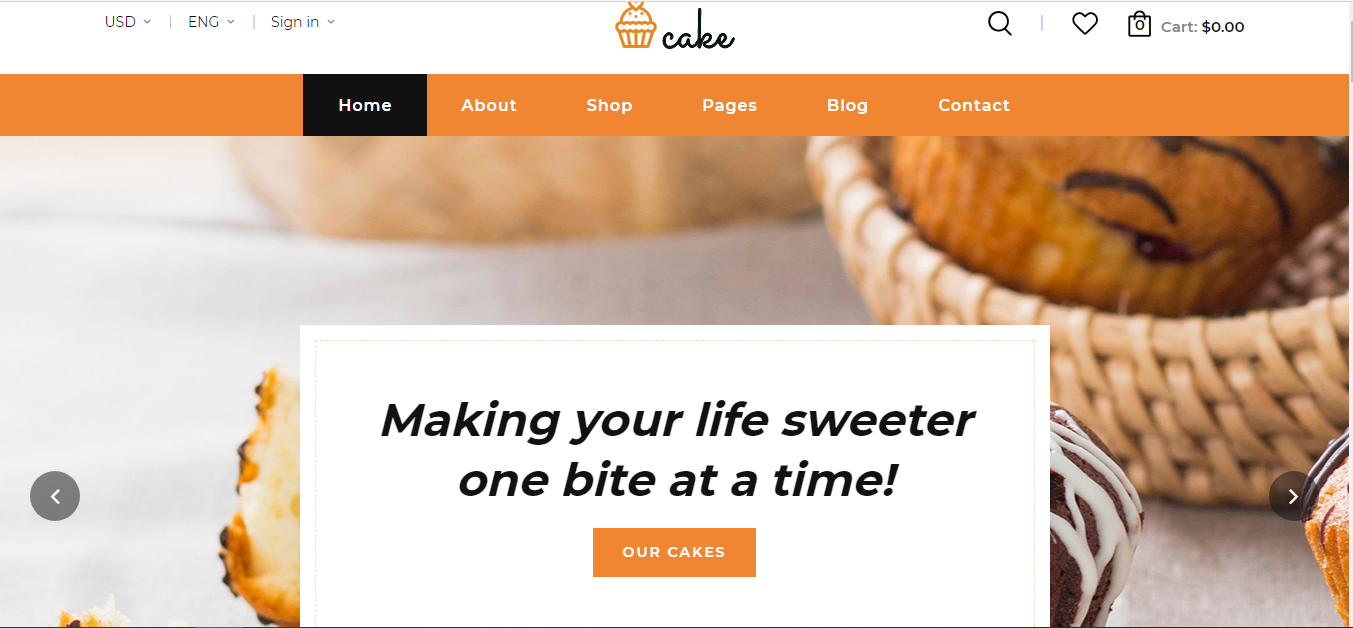 USD ENG Sign in
cake
0 Cart: $0.00
Home About Shop Pages Blog Contact
Making your life sweeter
one bite at a time!
OUR CAKES